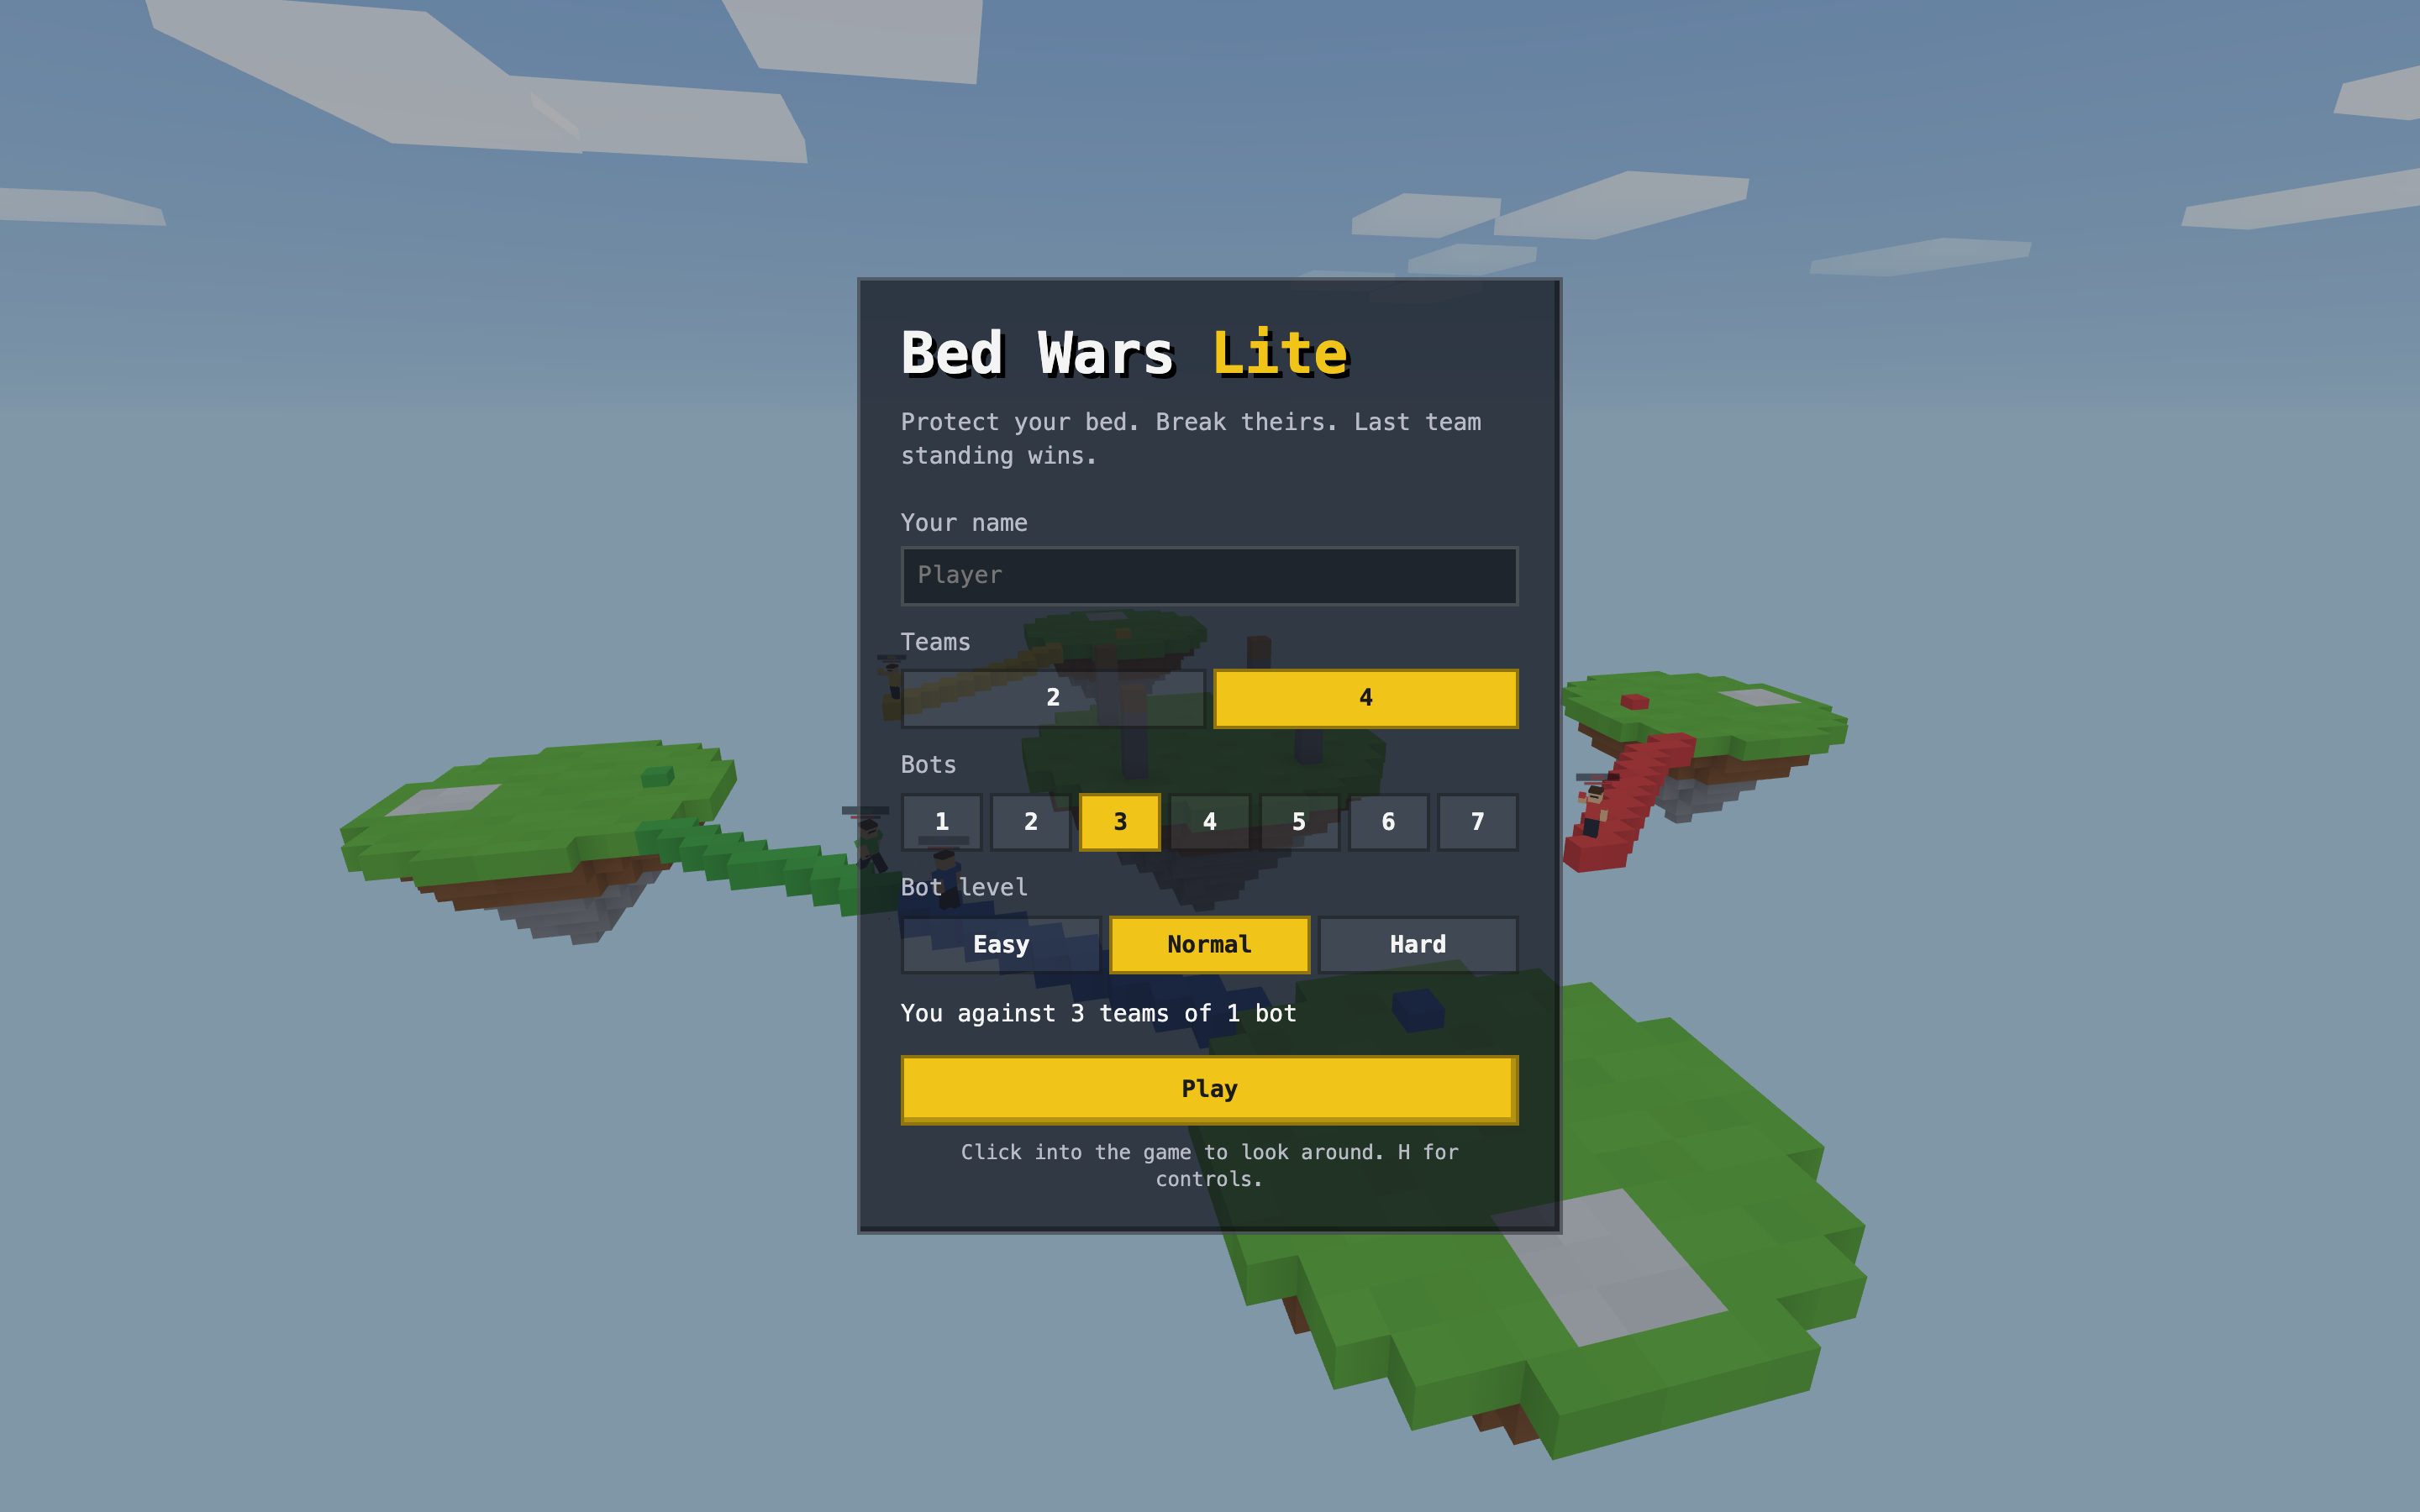 Bed Wars Lite
Protect your bed. Break theirs. Last team
standing wins.
Your name
Player
Teams
2 4
Bots
1 2 3 4 5 6 7
Bot level
Easy Normal Hard
You against 3 teams of 1 bot
Play
Click into the game to look around. H for
controls.